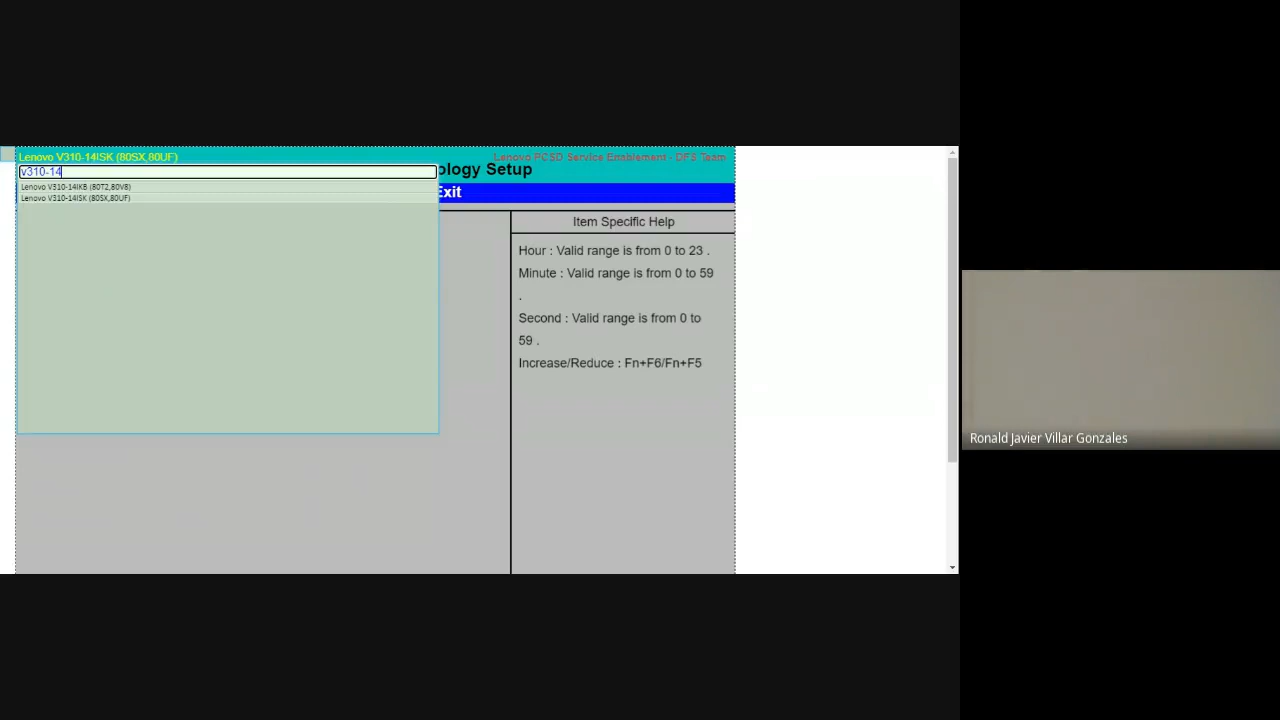 Lenovo V310-14ISK (80SX,80UF)
Lenovo PCSD Service Enablement - DFS Team
ology Setup
v310-14
Exit
Lenovo V310-14IKB (80T2,80V8)
Lenovo V310-14ISK (80SX,80UF)
Item Specific Help
Hour : Valid range is from 0 to 23 .
Minute : Valid range is from 0 to 59
.
Second : Valid range is from 0 to
59 .
Increase/Reduce : Fn+F6/Fn+F5
Ronald Javier Villar Gonzales